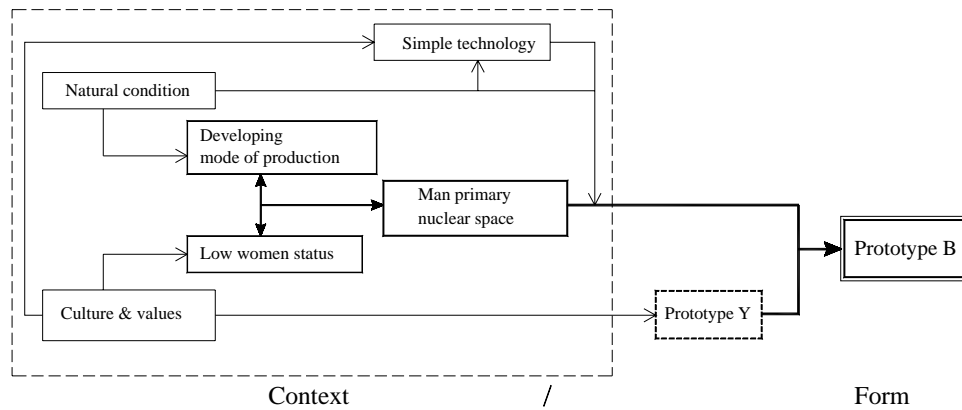 Simple technology
Natural condition
Developing
mode of production
Man primary
nuclear space
Low women status
Prototype B
Culture & values
Prototype Y
Context / Form